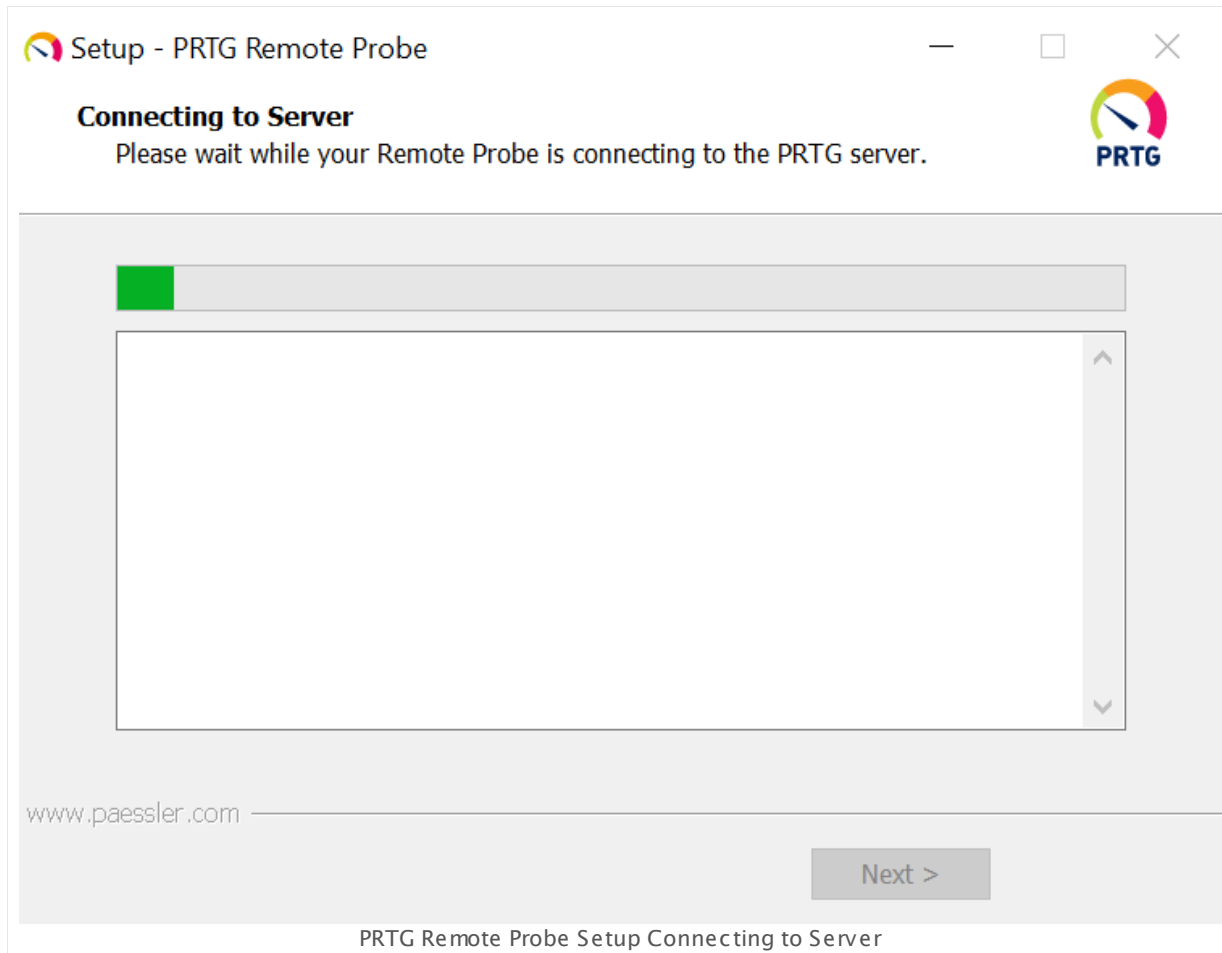 Setup - PRTG Remote Probe
Connecting to Server
Please wait while your Remote Probe is connecting to the PRTG server.
PRTG
www.paessler.com
Next >
PRTG Remote Probe Setup Connecting to Server